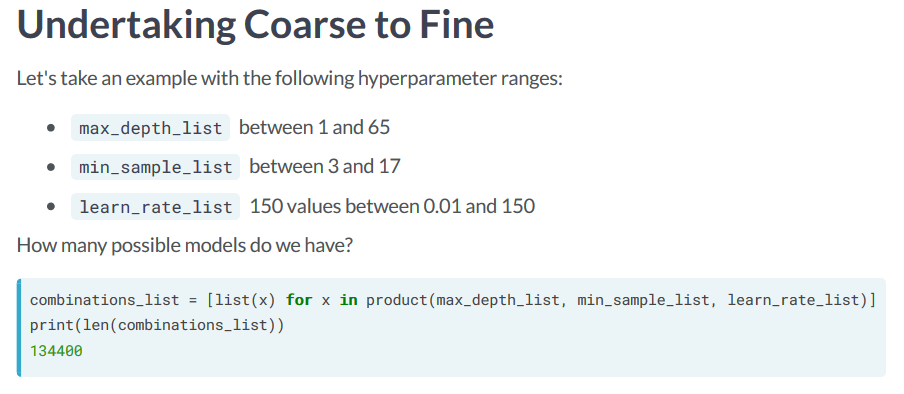 Undertaking Coarse to Fine
Let's take an example with the following hyperparameter ranges:
• max_depth_list between 1 and 65
• min_sample_list between 3 and 17
• learn_rate_list 150 values between 0.01 and 150
How many possible models do we have?
combinations_list = [list(x) for x in product(max_depth_list, min_sample_list, learn_rate_list)]
print(len(combinations_list))
134400